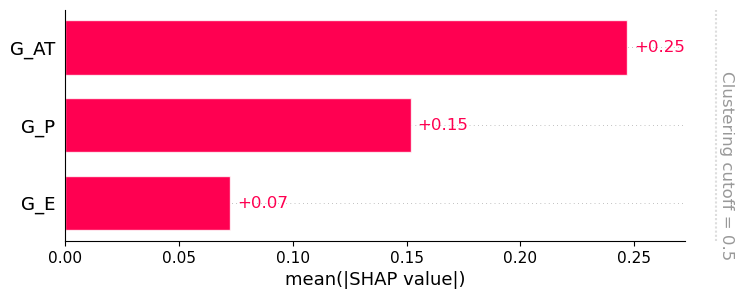 G_AT
+0.25
G_P
+0.15
G_E
+0.07
0.00 0.05 0.10 0.15 0.20 0.25
mean(|SHAP value|)
Clustering cutoff = 0.5